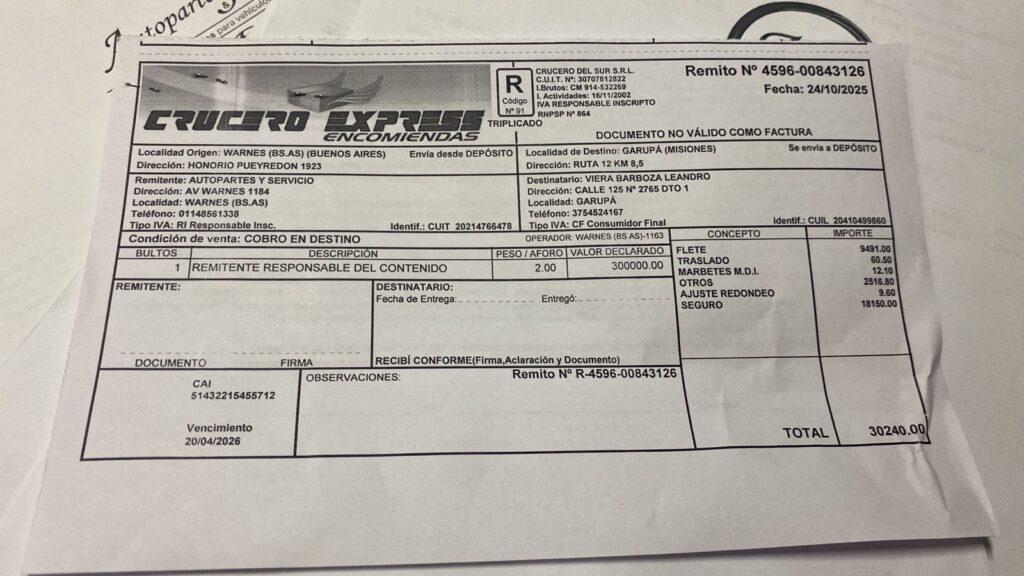 Autopartes &
s para vehículos
CRUCERO EXPRESS
ENCOMIENDAS
R
Código
Nº 91
TRIPLICADO
CRUCERO DEL SUR S.R.L.
C.U.I.T. Nº: 30707812822
I.Brutos: CM 914-532269
I. Actividades: 16/11/2002
IVA RESPONSABLE INSCRIPTO
RNPSP Nº 864
Remito Nº 4596-00843126
Fecha: 24/10/2025
DOCUMENTO NO VÁLIDO COMO FACTURA
Localidad Origen: WARNES (BS.AS) (BUENOS AIRES) Envia desde DEPÓSITO
Dirección: HONORIO PUEYREDON 1923
Localidad de Destino: GARUPÁ (MISIONES) Se envia a DEPÓSITO
Dirección: RUTA 12 KM 8,5
Remitente: AUTOPARTES Y SERVICIO
Dirección: AV WARNES 1184
Localidad: WARNES (BS.AS)
Teléfono: 01148561338
Tipo IVA: RI Responsable Insc. Identif.: CUIT 20214766478
Destinatario: VIERA BARBOZA LEANDRO
Dirección: CALLE 125 Nº 2765 DTO 1
Localidad: GARUPÁ
Teléfono: 3754524167
Tipo IVA: CF Consumidor Final Identif.: CUIL 20410499860
Condición de venta: COBRO EN DESTINO OPERADOR: WARNES (BS AS)-1163
BULTOS DESCRIPCIÓN PESO / AFORO VALOR DECLARADO
1 REMITENTE RESPONSABLE DEL CONTENIDO 2.00 300000.00
CONCEPTO IMPORTE
FLETE 9491.00
TRASLADO 60.50
MARBETES M.D.I. 12.10
OTROS 2516.80
AJUSTE REDONDEO 9.60
SEGURO 18150.00
REMITENTE:
DOCUMENTO FIRMA
DESTINATARIO:
Fecha de Entrega: Entregó:
RECIBÍ CONFORME(Firma,Aclaración y Documento)
CAI
51432215455712
Vencimiento
20/04/2026
OBSERVACIONES: Remito Nº R-4596-00843126
TOTAL 30240.00